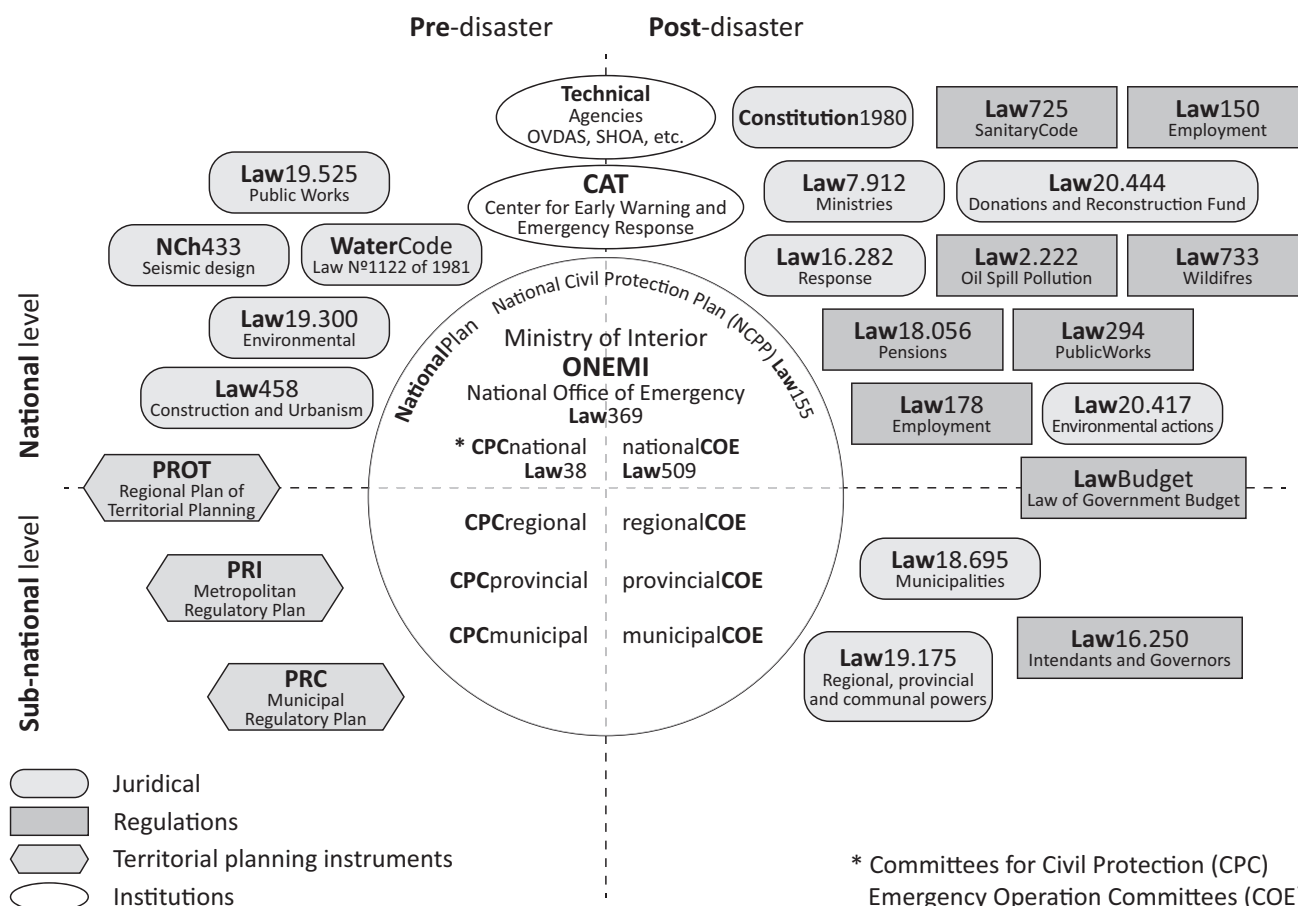 Pre-disaster
Post-disaster
Technical
Agencies
OVDAS, SHOA, etc.
CAT
Center for Early Warning and
Emergency Response
Constitution1980
Law725
SanitaryCode
Law150
Employment
Law7.912
Ministries
Law20.444
Donations and Reconstruction Fund
Law16.282
Response
Law2.222
Oil Spill Pollution
Law733
Wildifres
Law18.056
Pensions
Law294
PublicWorks
Law178
Employment
Law20.417
Environmental actions
LawBudget
Law of Government Budget
Law18.695
Municipalities
Law19.175
Regional, provincial
and communal powers
Law16.250
Intendants and Governors
Law19.525
Public Works
NCh433
Seismic design
WaterCode
Law Nº1122 of 1981
Law19.300
Environmental
Law458
Construction and Urbanism
PROT
Regional Plan of
Territorial Planning
PRI
Metropolitan
Regulatory Plan
PRC
Municipal
Regulatory Plan
National level
Sub-national level
NationalPlan National Civil Protection Plan (NCPP) Law155
Ministry of Interior
ONEMI
National Office of Emergency
Law369
* CPCnational
Law38
nationalCOE
Law509
CPCregional
regionalCOE
CPCprovincial
provincialCOE
CPCmunicipal
municipalCOE
Juridical
Regulations
Territorial planning instruments
Institutions
* Committees for Civil Protection (CPC)
Emergency Operation Committees (COE)